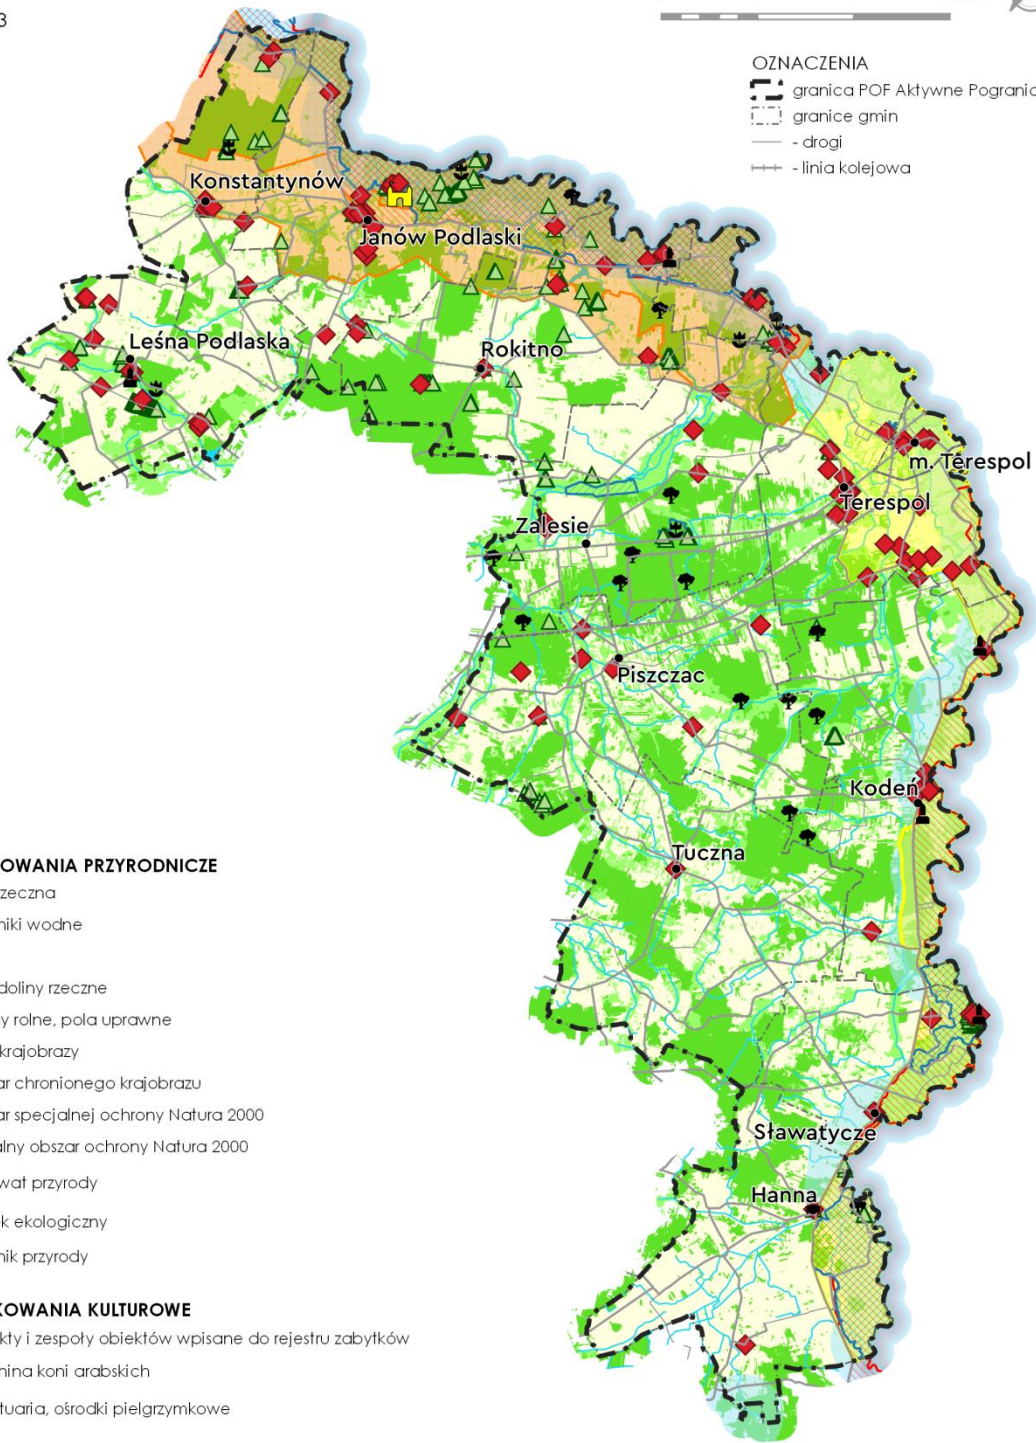 3
OZNACZENIA
granica POF Aktywne Pogranic
granice gmin
- drogi
- linia kolejowa
Konstantynów
Janów Podlaski
Leśna Podlaska
Rokitno
m. Terespol
Terespol
Zalesie
Piszczac
Kodeń
Tuczna
Sławatycze
Hanna
OWANIA PRZYRODNICZE
zeczna
niki wodne
doliny rzeczne
y rolne, pola uprawne
krajobrazy
ar chronionego krajobrazu
ar specjalnej ochrony Natura 2000
alny obszar ochrony Natura 2000
wat przyrody
k ekologiczny
nik przyrody
KOWANIA KULTUROWE
kty i zespoły obiektów wpisane do rejestru zabytków
nina koni arabskich
tuaria, ośrodki pielgrzymkowe